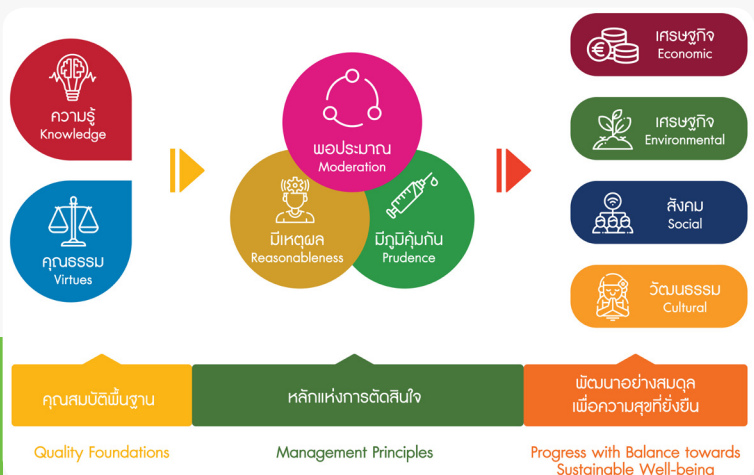 ความรู้
Knowledge
คุณธรรม
Virtues
พอประมาณ
Moderation
มีเหตุผล
Reasonableness
มีภูมิคุ้มกัน
Prudence
เศรษฐกิจ
Economic
เศรษฐกิจ
Environmental
สังคม
Social
วัฒนธรรม
Cultural
คุณสมบัติพื้นฐาน
หลักแห่งการตัดสินใจ
พัฒนาอย่างสมดุล
เพื่อความสุขที่ยั่งยืน
Quality Foundations
Management Principles
Progress with Balance towards
Sustainable Well-being